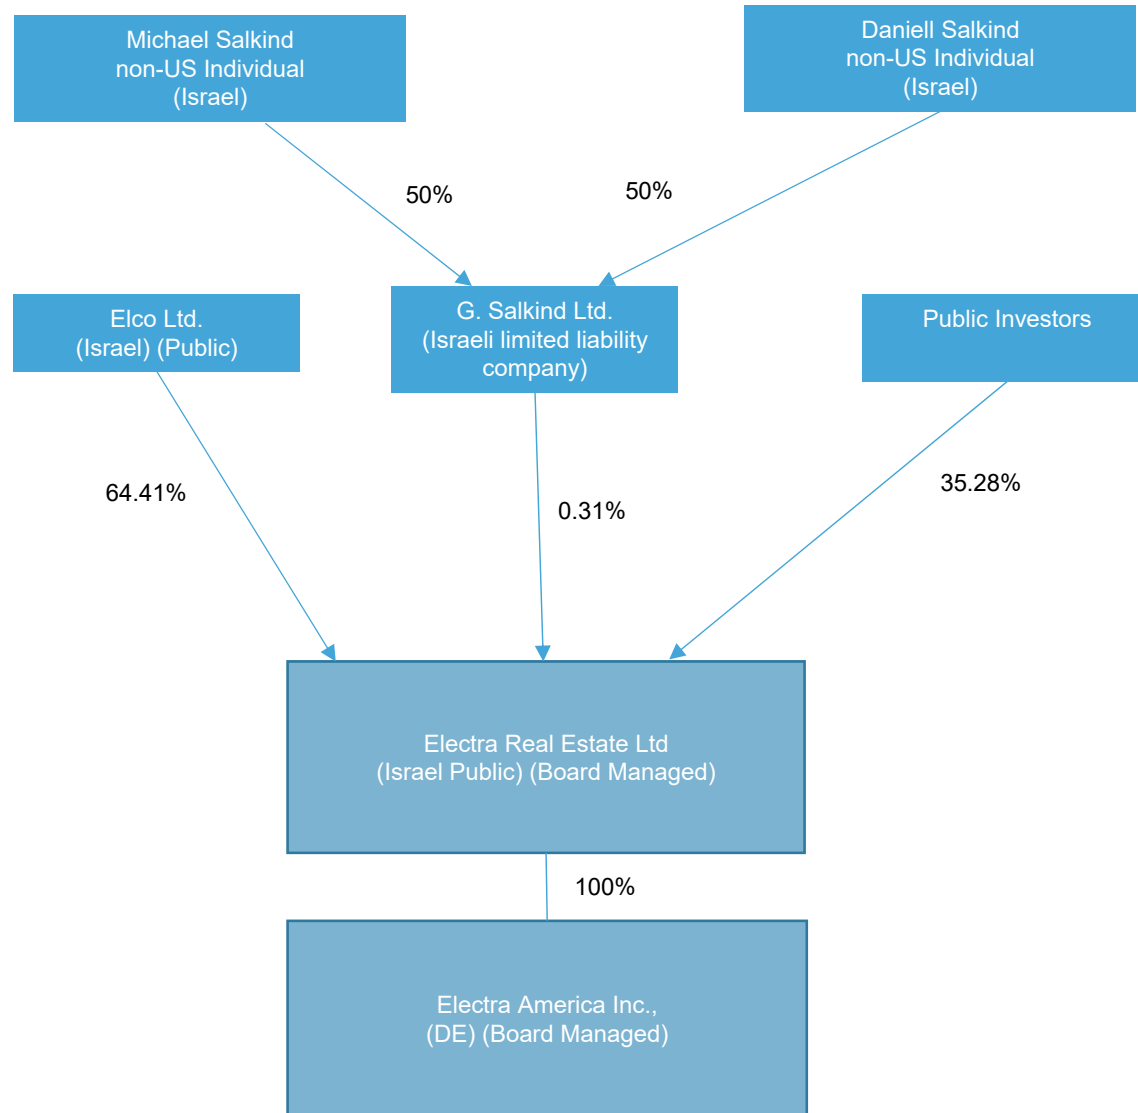 Michael Salkind
non-US Individual
(Israel)
Daniell Salkind
non-US Individual
(Israel)
50%
50%
Elco Ltd.
(Israel) (Public)
G. Salkind Ltd.
(Israeli limited liability
company)
Public Investors
64.41%
0.31%
35.28%
Electra Real Estate Ltd
(Israel Public) (Board Managed)
100%
Electra America Inc.,
(DE) (Board Managed)